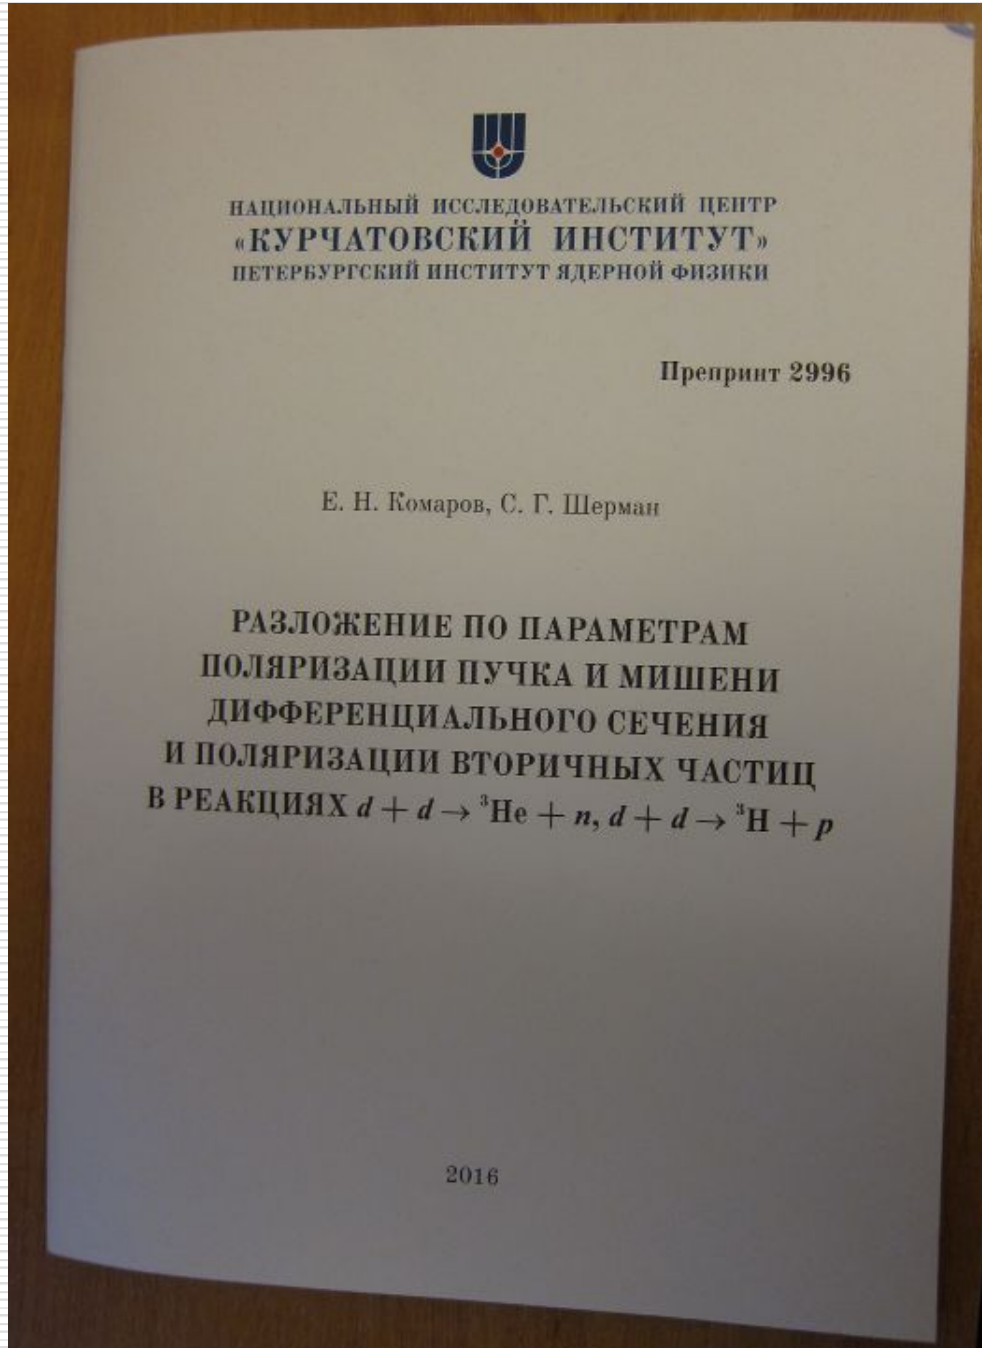 НАЦИОНАЛЬНЫЙ ИССЛЕДОВАТЕЛЬСКИЙ ЦЕНТР
«КУРЧАТОВСКИЙ ИНСТИТУТ»
ПЕТЕРБУРГСКИЙ ИНСТИТУТ ЯДЕРНОЙ ФИЗИКИ
Препринт 2996
Е. Н. Комаров, С. Г. Шерман
РАЗЛОЖЕНИЕ ПО ПАРАМЕТРАМ
ПОЛЯРИЗАЦИИ ПУЧКА И МИШЕНИ
ДИФФЕРЕНЦИАЛЬНОГО СЕЧЕНИЯ
И ПОЛЯРИЗАЦИИ ВТОРИЧНЫХ ЧАСТИЦ
В РЕАКЦИЯХ d + d → ³He + n, d + d → ³H + p
2016